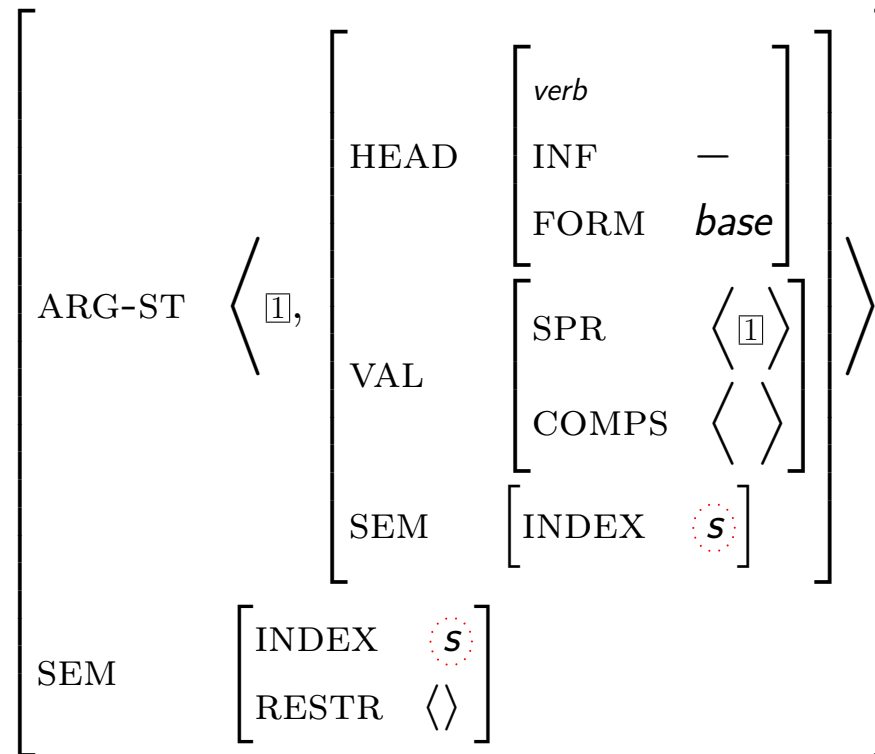 verb
HEAD INF —
FORM base
ARG-ST ⟨ 1, SPR ⟨ 1 ⟩ ⟩
VAL
COMPS ⟨ ⟩
SEM [INDEX s]
INDEX s
SEM
RESTR ⟨⟩